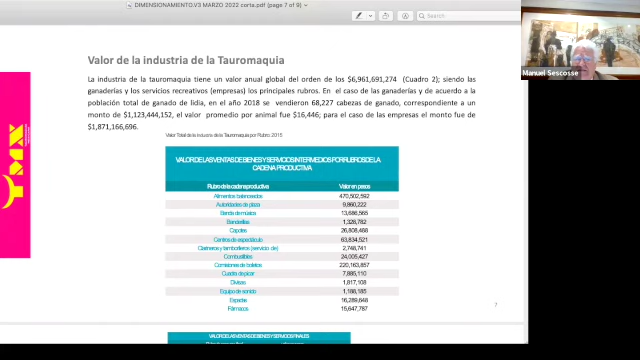 DIMENSIONAMIENTO.V3 MARZO 2022 corta.pdf (page 7 of 9)
Search
Manuel Sescosse
Valor de la industria de la Tauromaquia
La industria de la tauromaquia tiene un valor anual global del orden de los $6,961,691,274 (Cuadro 2); siendo las
ganaderías y los servicios recreativos (empresas) los principales rubros. En el caso de las ganaderías y de acuerdo a la
población total de ganado de lidia, en el año 2018 se vendieron 68,227 cabezas de ganado, correspondiente a un
monto de $1,123,444,152, el valor promedio por animal fue $16,446; para el caso de las empresas el monto fue de
$1,871,166,696.
TMX
Valor Total de la industria de la Tauromaquia por Rubro, 2015
VALOR DE LAS VENTAS DE BIENES Y SERVICIOS INTERMEDIOS POR RUBROS DE LA
CADENA PRODUCTIVA
Rubro de la cadena productiva Valor en pesos
Alimentos balanceados 470,502,592
Autoridades de plaza 9,860,222
Banda de música 13,686,565
Banderillas 1,328,782
Capotes 26,808,468
Centros de espectáculo 63,834,521
Clarineros y tamborileros (servicio de) 2,748,741
Combustibles 24,005,427
Comisiones de boletos 220,163,857
Cuadra de picar 7,895,110
Divisas 1,817,108
Equipo de sonido 1,188,185
Espadas 16,289,648
Fármacos 15,647,787
7
VALOR DE LAS VENTAS DE BIENES Y SERVICIOS FINALES